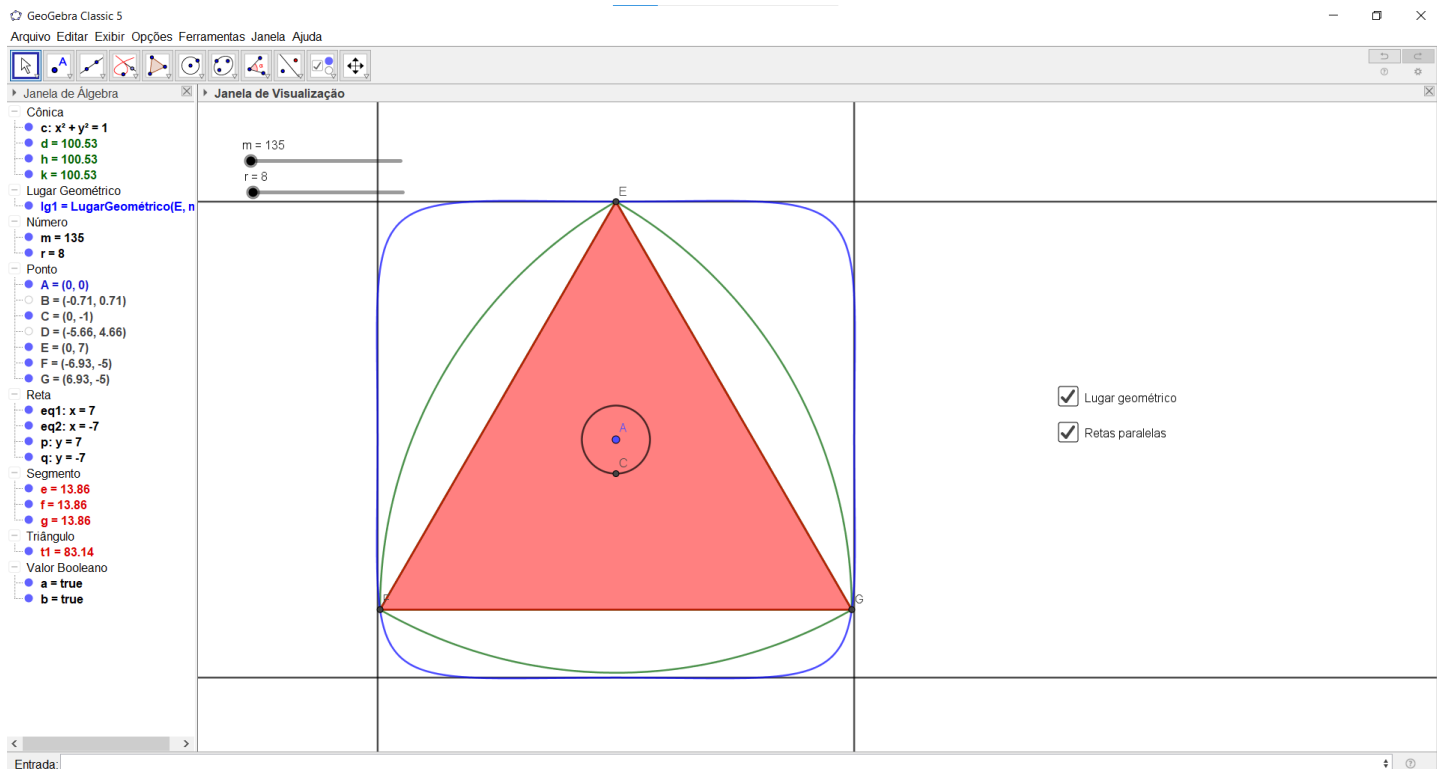 GeoGebra Classic 5
Arquivo Editar Exibir Opções Ferramentas Janela Ajuda
Janela de Álgebra
Cônica
c: x² + y² = 1
d = 100.53
h = 100.53
k = 100.53
Lugar Geométrico
lg1 = LugarGeométrico(E, n
Número
m = 135
r = 8
Ponto
A = (0, 0)
B = (-0.71, 0.71)
C = (0, -1)
D = (-5.66, 4.66)
E = (0, 7)
F = (-6.93, -5)
G = (6.93, -5)
Reta
eq1: x = 7
eq2: x = -7
p: y = 7
q: y = -7
Segmento
e = 13.86
f = 13.86
g = 13.86
Triângulo
t1 = 83.14
Valor Booleano
a = true
b = true
Janela de Visualização
m = 135
r = 8
E
A
C
F
G
Lugar geométrico
Retas paralelas
Entrada: